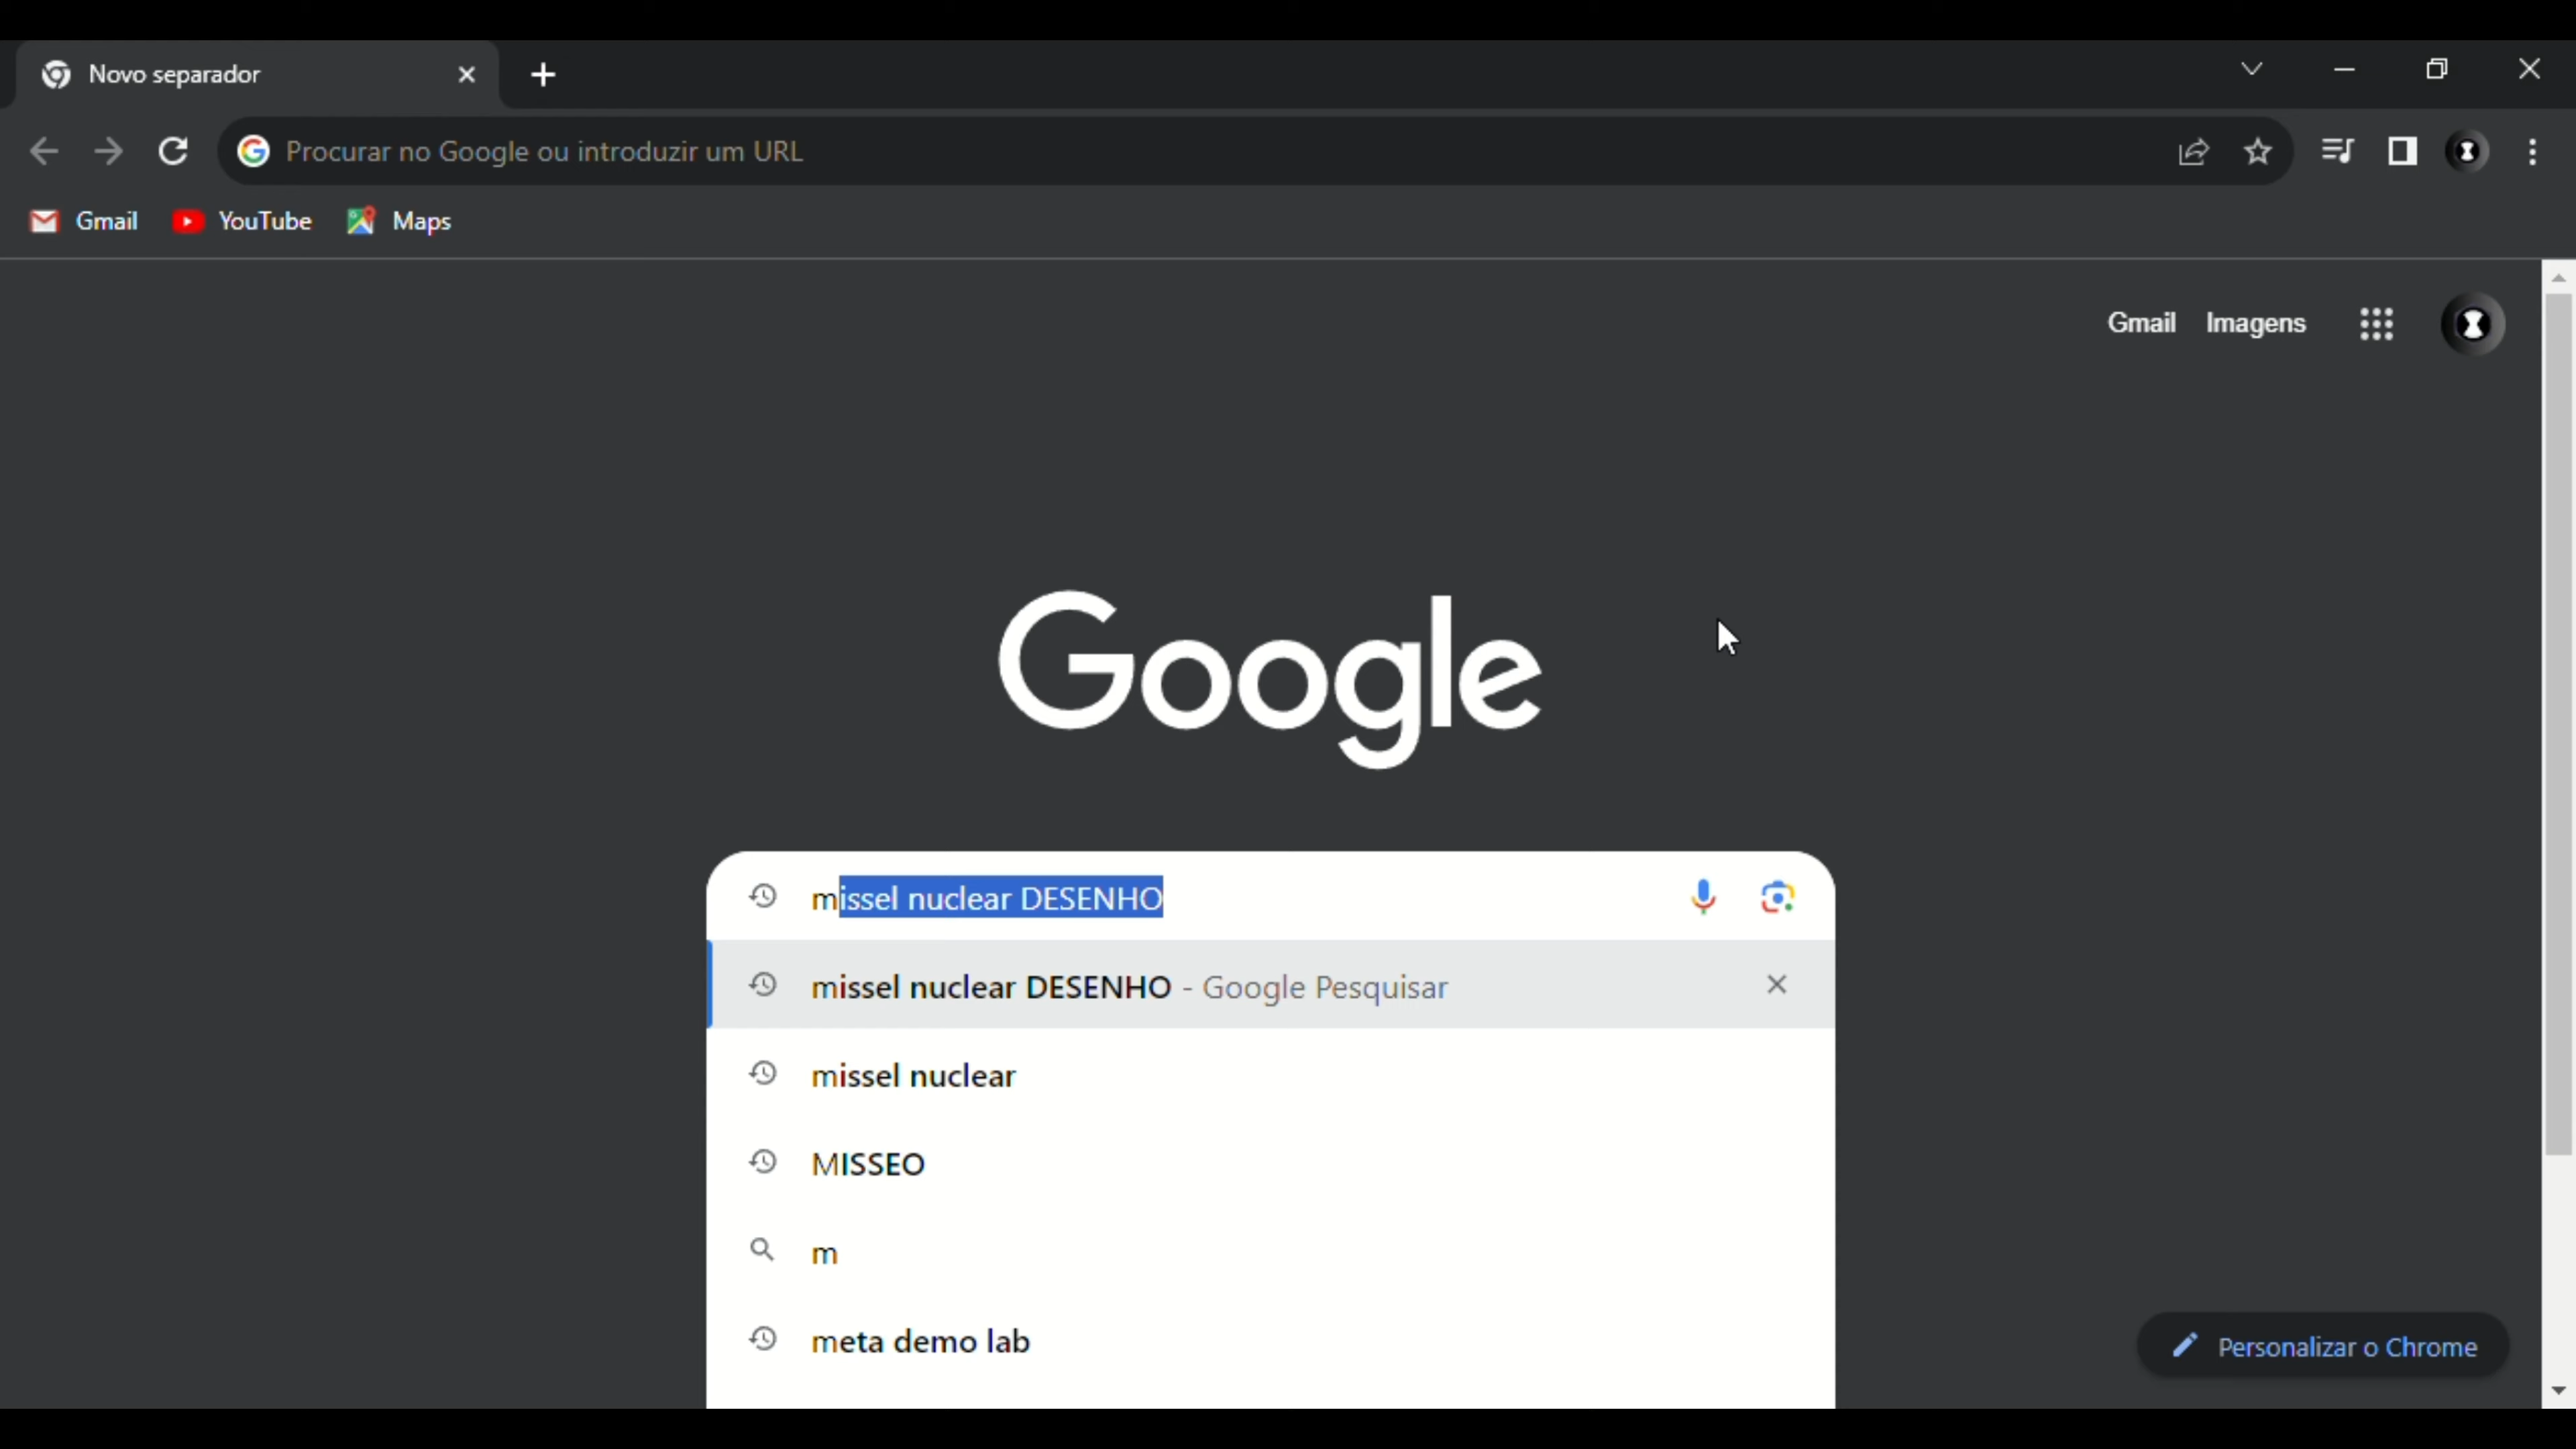 Novo separador
Procurar no Google ou introduzir um URL
Gmail YouTube Maps
Gmail Imagens
Google
missel nuclear DESENHO
missel nuclear DESENHO - Google Pesquisar
missel nuclear
MISSEO
m
meta demo lab
Personalizar o Chrome